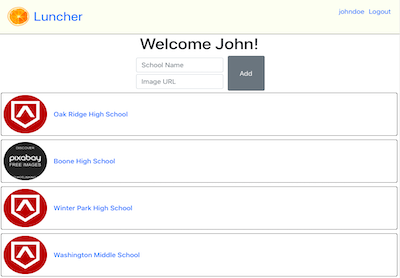 Luncher
johndoe Logout
Welcome John!
School Name
Image URL
Add
Oak Ridge High School
DISCOVER
pixabay
FREE IMAGES
Boone High School
Winter Park High School
Washington Middle School